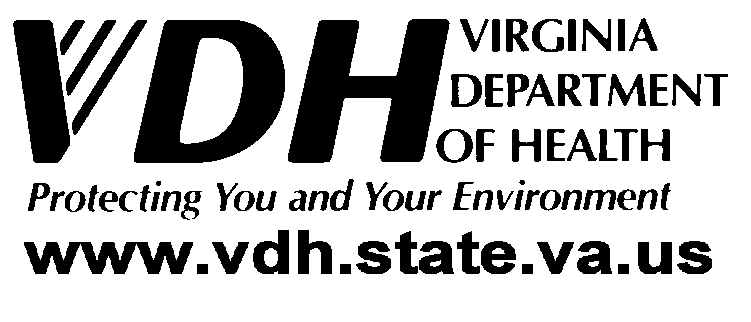 VDH
VIRGINIA
DEPARTMENT
OF HEALTH
Protecting You and Your Environment
www.vdh.state.va.us